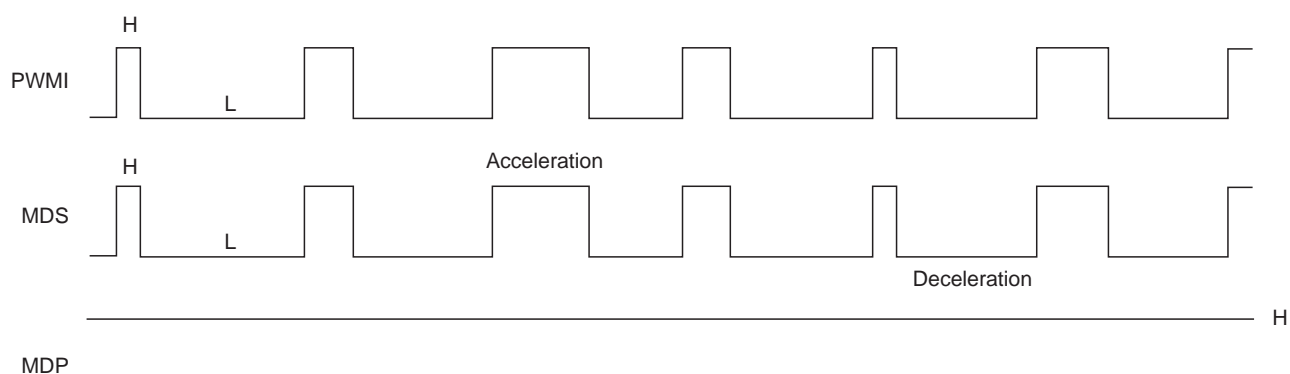 H
PWMI
L
Acceleration
H
MDS
L
Deceleration
H
MDP